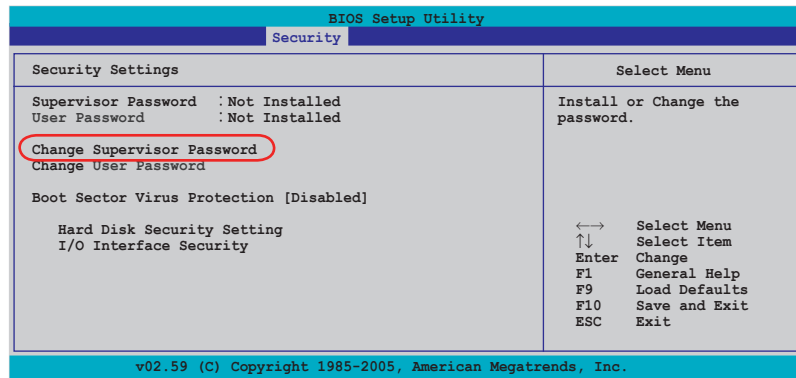 BIOS Setup Utility
Security
Security Settings
Select Menu
Supervisor Password : Not Installed
User Password : Not Installed
Install or Change the
password.
Change Supervisor Password
Change User Password
Boot Sector Virus Protection [Disabled]
Hard Disk Security Setting
I/O Interface Security
←→ Select Menu
↑↓ Select Item
Enter Change
F1 General Help
F9 Load Defaults
F10 Save and Exit
ESC Exit
v02.59 (C) Copyright 1985-2005, American Megatrends, Inc.